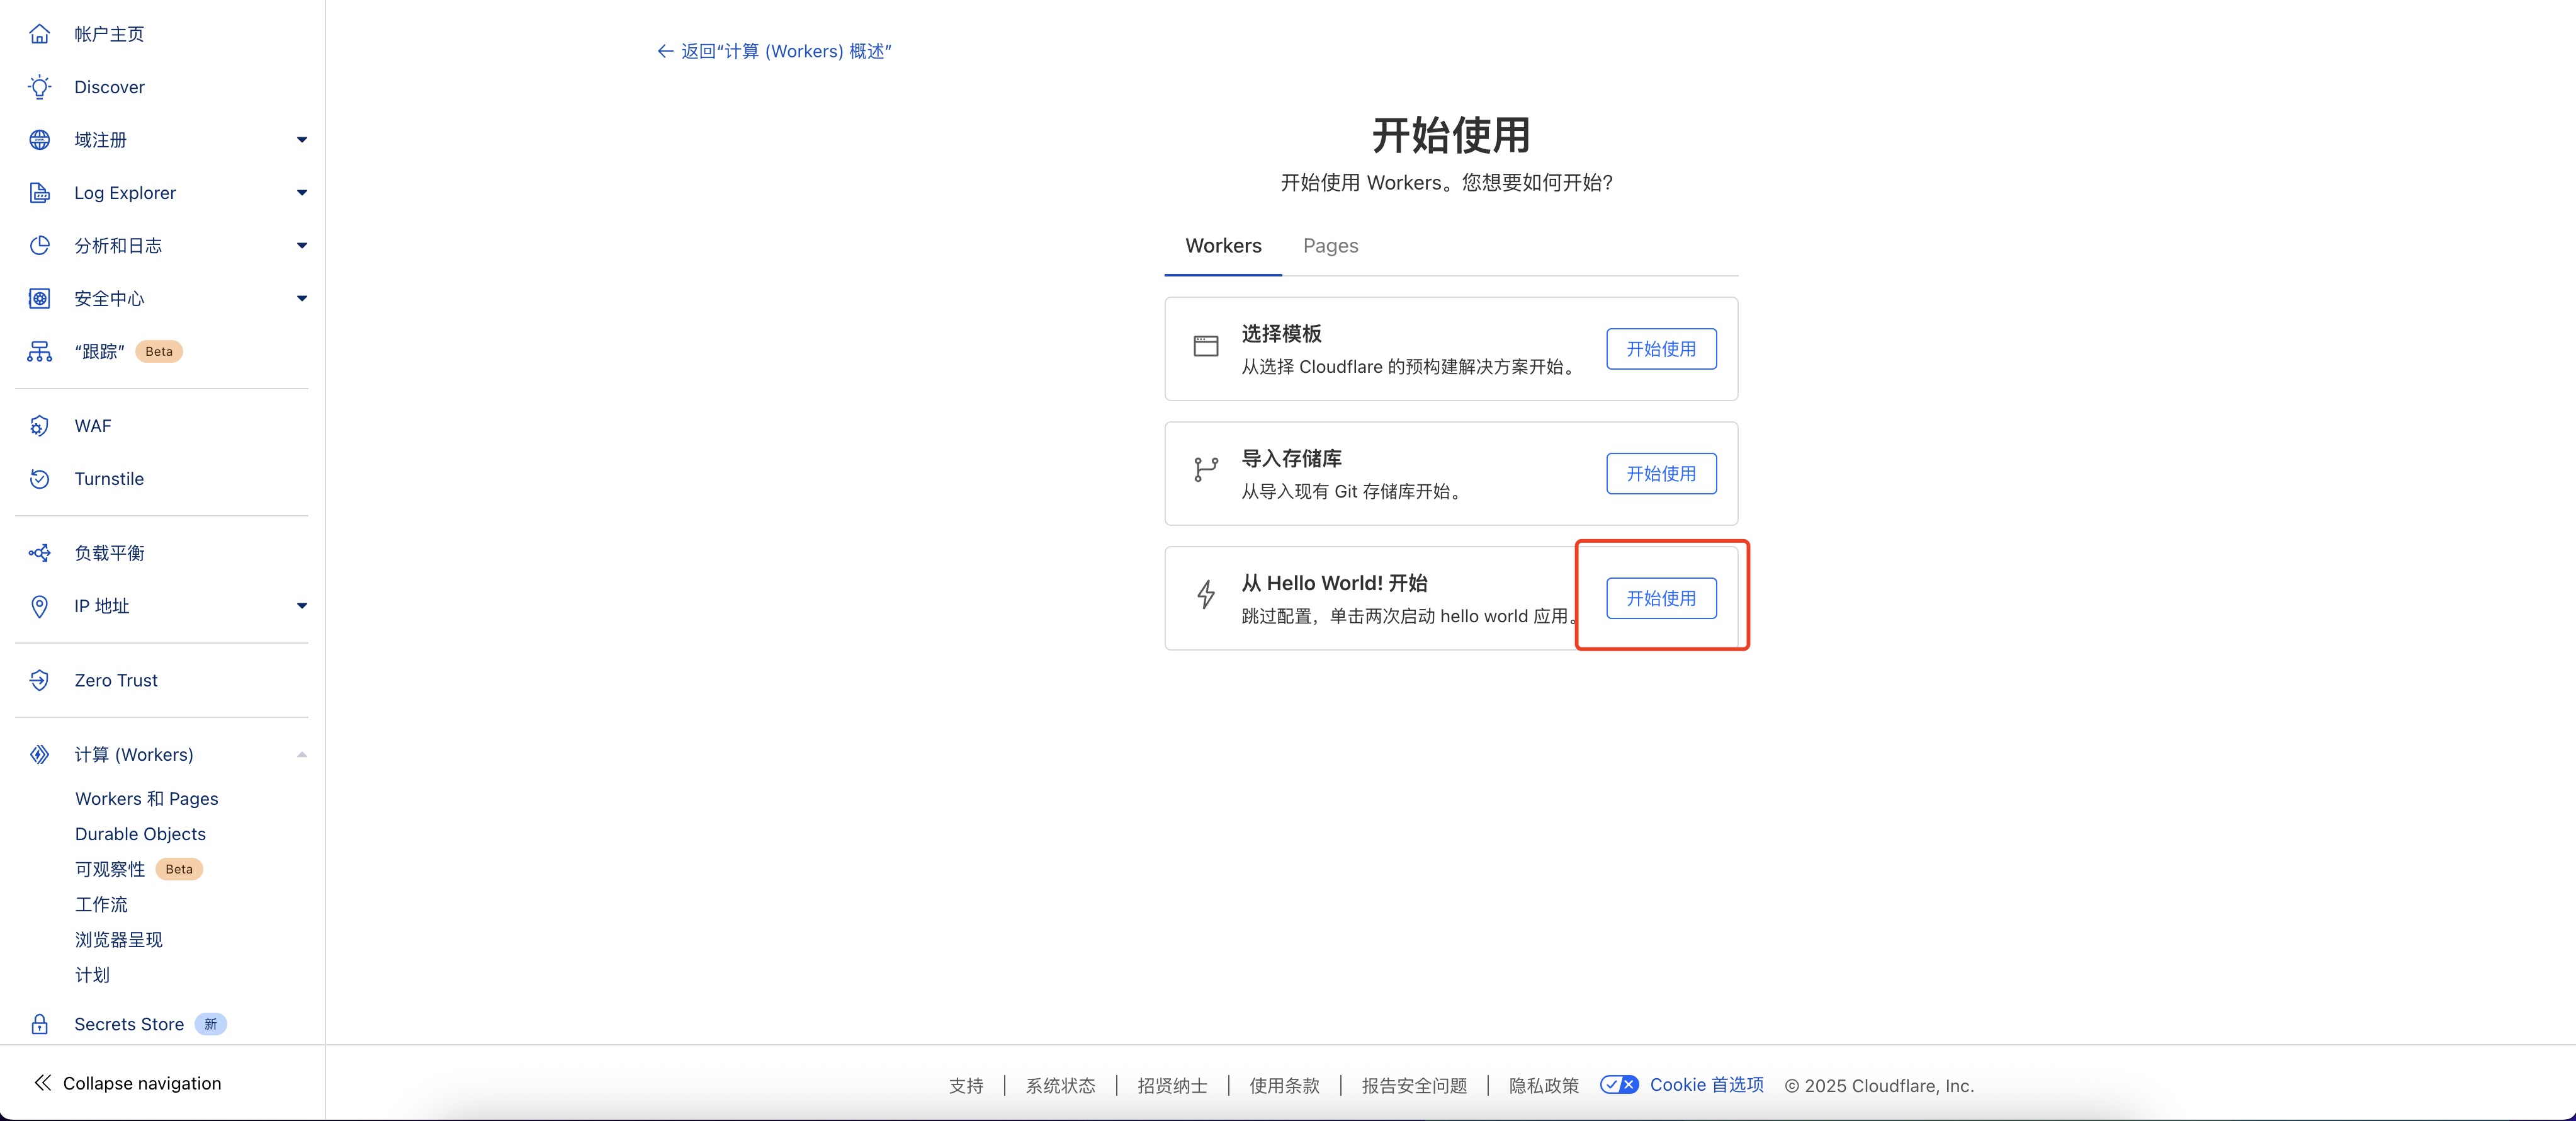 帐户主页
Discover
域注册
Log Explorer
分析和日志
安全中心
“跟踪” Beta
WAF
Turnstile
负载平衡
IP 地址
Zero Trust
计算 (Workers)
Workers 和 Pages
Durable Objects
可观察性 Beta
工作流
浏览器呈现
计划
Secrets Store 新
Collapse navigation
← 返回“计算 (Workers) 概述”
开始使用
开始使用 Workers。您想要如何开始?
Workers Pages
选择模板
从选择 Cloudflare 的预构建解决方案开始。
开始使用
导入存储库
从导入现有 Git 存储库开始。
开始使用
从 Hello World! 开始
跳过配置，单击两次启动 hello world 应用。
开始使用
支持 | 系统状态 | 招贤纳士 | 使用条款 | 报告安全问题 | 隐私政策 Cookie 首选项 © 2025 Cloudflare, Inc.